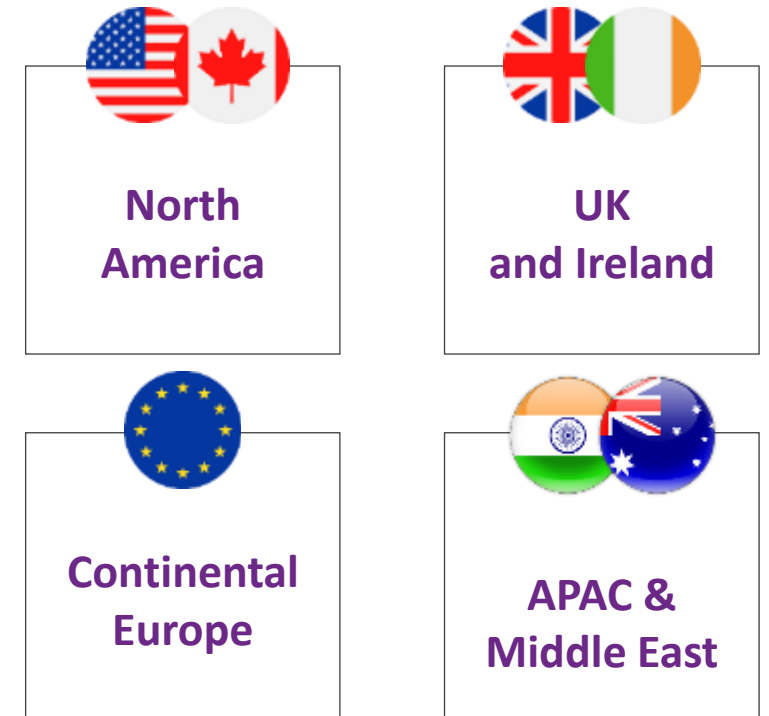 North
America
UK
and Ireland
Continental
Europe
APAC &
Middle East